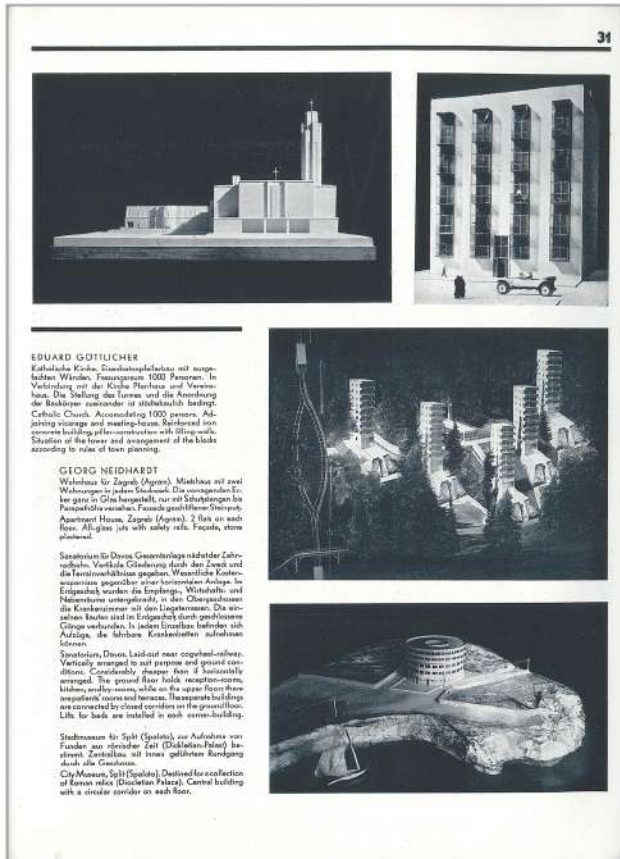 31
EDUARD GÖTTLICHER
Katholische Kirche. Eisenbetonpfeilerbau mit ausge-
fachten Wänden. Fassungsraum 1000 Personen. In
Verbindung mit der Kirche Pfarrhaus und Vereins-
haus. Die Stellung des Turmes und die Anordnung
der Baukörper zueinander ist städtebaulich bedingt.
Catholic Church. Accomodating 1000 persons. Ad-
joining vicarage and meeting-house. Reinforced iron
concrete building, pillar-construction with filling-walls.
Situation of the tower and arrangement of the blocks
according to rules of town planning.
GEORG NEIDHARDT
Wohnhaus für Zagreb (Agram). Mietshaus mit zwei
Wohnungen in jedem Stockwerk. Die vorragenden Er-
ker ganz in Glas hergestellt, nur mit Schutzstangen bis
Parapethöhe versehen. Fassade geschliffener Steinputz.
Apartment House, Zagreb (Agram). 2 flats on each
floor. All-glass juts with safety rails. Façade, stone
plastered.
Sanatorium für Davos. Gesamtanlage nächst der Zahn-
radbahn. Vertikale Gliederung durch den Zweck und
die Terrainverhältnisse gegeben. Wesentliche Kosten-
ersparnisse gegenüber einer horizontalen Anlage. Im
Erdgeschoß wurden die Empfangs-, Wirtschafts- und
Nebenräume untergebracht, in den Obergeschossen
die Krankenzimmer mit den Liegeterrassen. Die ein-
zelnen Bauten sind im Erdgeschoß durch geschlossene
Gänge verbunden. In jedem Einzelbau befinden sich
Aufzüge, die fahrbare Krankenbetten aufnehmen
können.
Sanatorium, Davos. Laid-out near cogwheel-railway.
Vertically arranged to suit purpose and ground con-
ditions. Considerably cheaper than if horizontally
arranged. The ground floor holds reception-rooms,
kitchen, and by-rooms, while on the upper floors there
are patients' rooms and terraces. The separate buildings
are connected by closed corridors on the ground floor.
Lifts for beds are installed in each corner-building.
Stadtmuseum für Split (Spalato), zur Aufnahme von
Funden aus römischer Zeit (Diokletian-Palast) be-
stimmt. Zentralbau mit innen geführtem Rundgang
durch alle Geschosse.
City Museum, Split (Spalato). Destined for a collection
of Roman relics (Diocletian Palace). Central building
with a circular corridor on each floor.